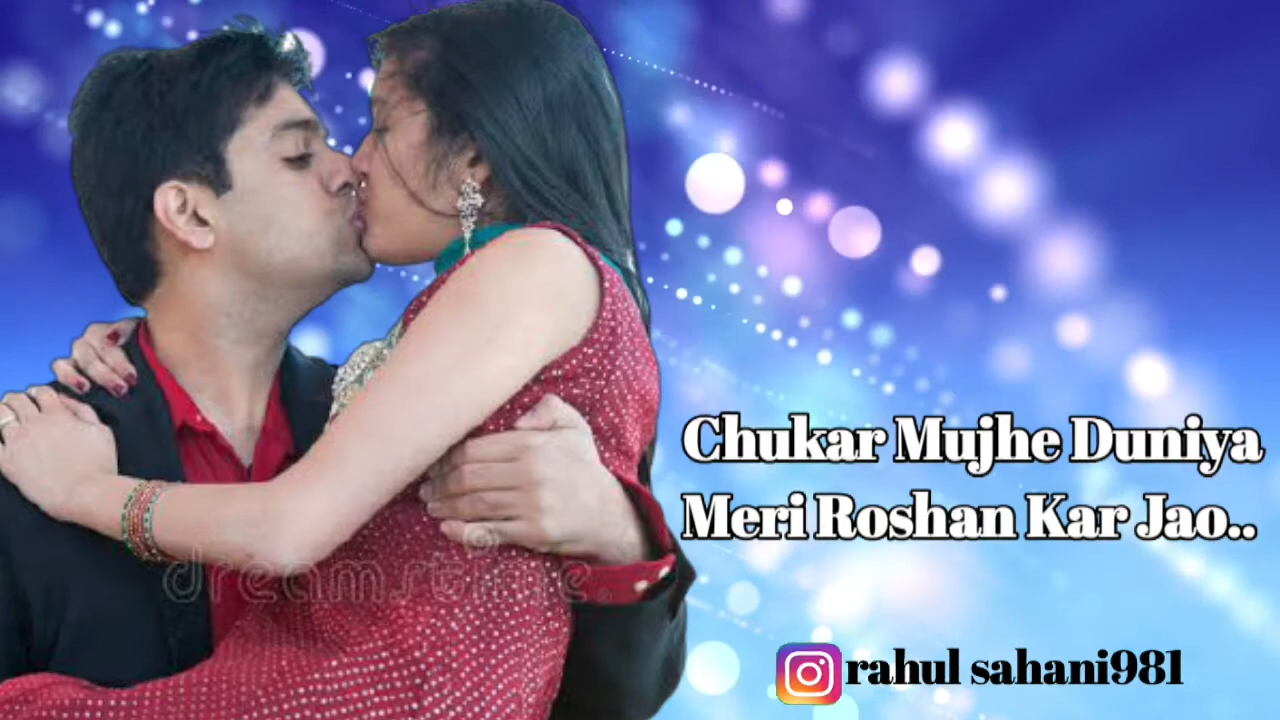 Chukar Mujhe Duniya
Meri Roshan Kar Jao..
dreamstime.
rahul sahani981